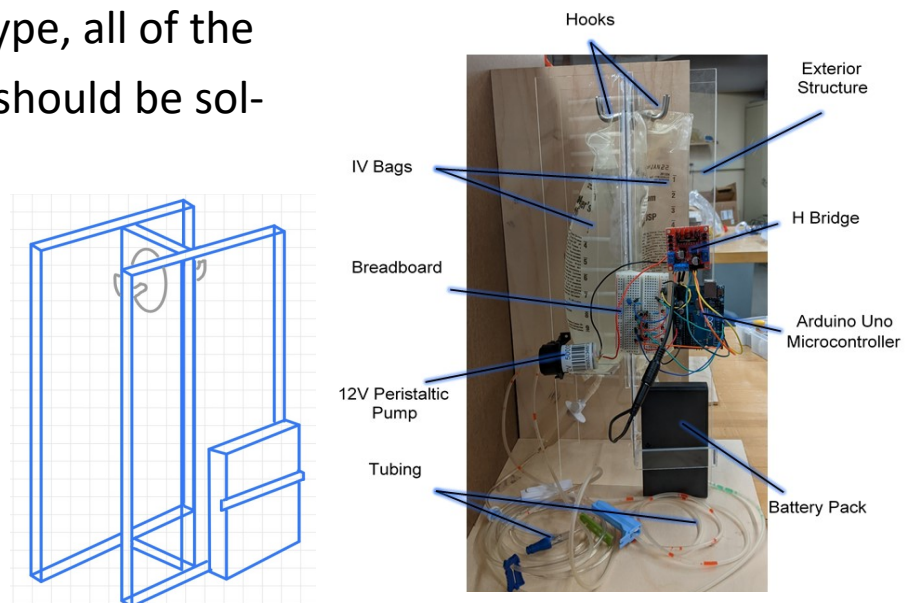 ype, all of the
should be sol-
Hooks
Exterior
Structure
IV Bags
H Bridge
Breadboard
Arduino Uno
Microcontroller
12V Peristaltic
Pump
Tubing
Battery Pack